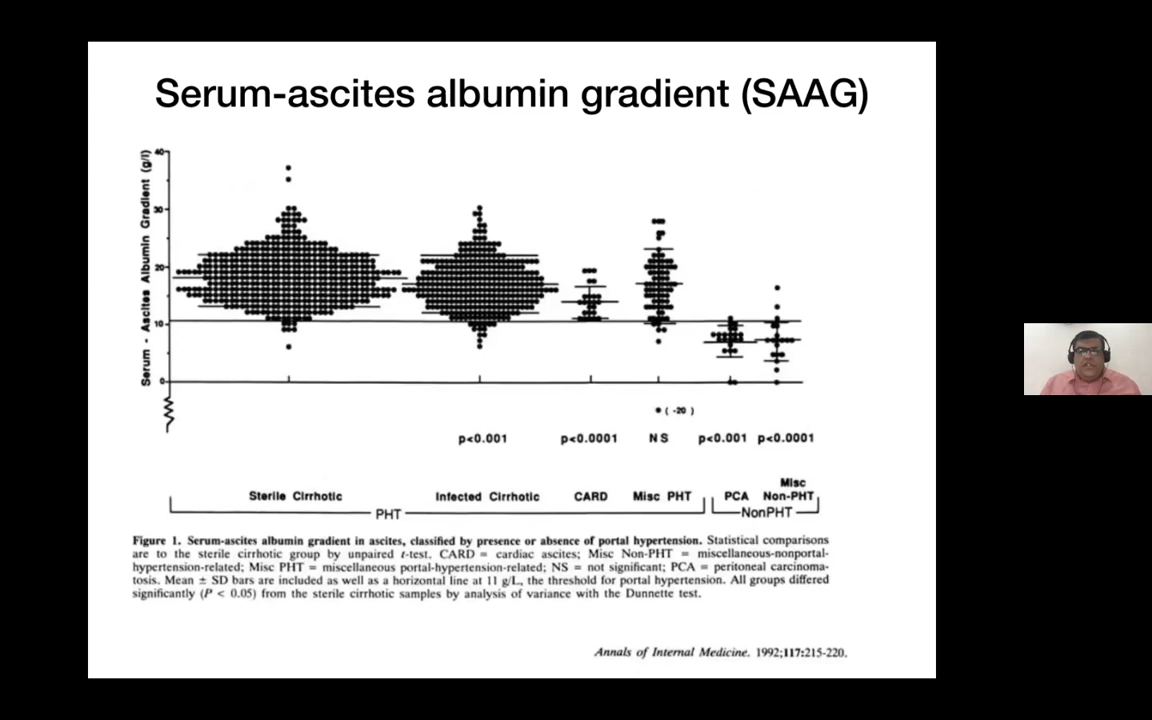 Serum-ascites albumin gradient (SAAG)
Serum - Ascites Albumin Gradient (g/l)
40
30
20
10
0
• ( -20 )
p<0.001 p<0.0001 NS p<0.001 p<0.0001
Misc
Sterile Cirrhotic Infected Cirrhotic CARD Misc PHT PCA Non-PHT
PHT NonPHT
Figure 1. Serum-ascites albumin gradient in ascites, classified by presence or absence of portal hypertension. Statistical comparisons
are to the sterile cirrhotic group by unpaired t-test. CARD = cardiac ascites; Misc Non-PHT = miscellaneous-nonportal-
hypertension-related; Misc PHT = miscellaneous portal-hypertension-related; NS = not significant; PCA = peritoneal carcinoma-
tosis. Mean ± SD bars are included as well as a horizontal line at 11 g/L, the threshold for portal hypertension. All groups differed
significantly (P < 0.05) from the sterile cirrhotic samples by analysis of variance with the Dunnette test.
Annals of Internal Medicine. 1992;117:215-220.